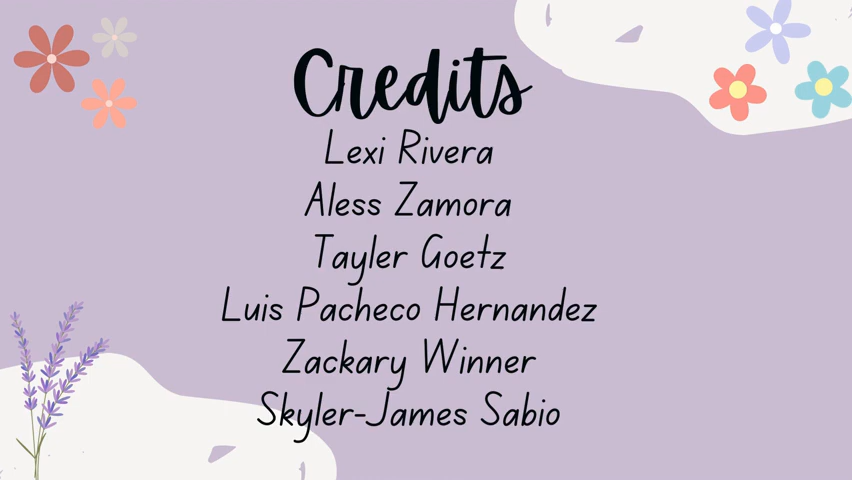 Credits
Lexi Rivera
Aless Zamora
Tayler Goetz
Luis Pacheco Hernandez
Zackary Winner
Skyler-James Sabio